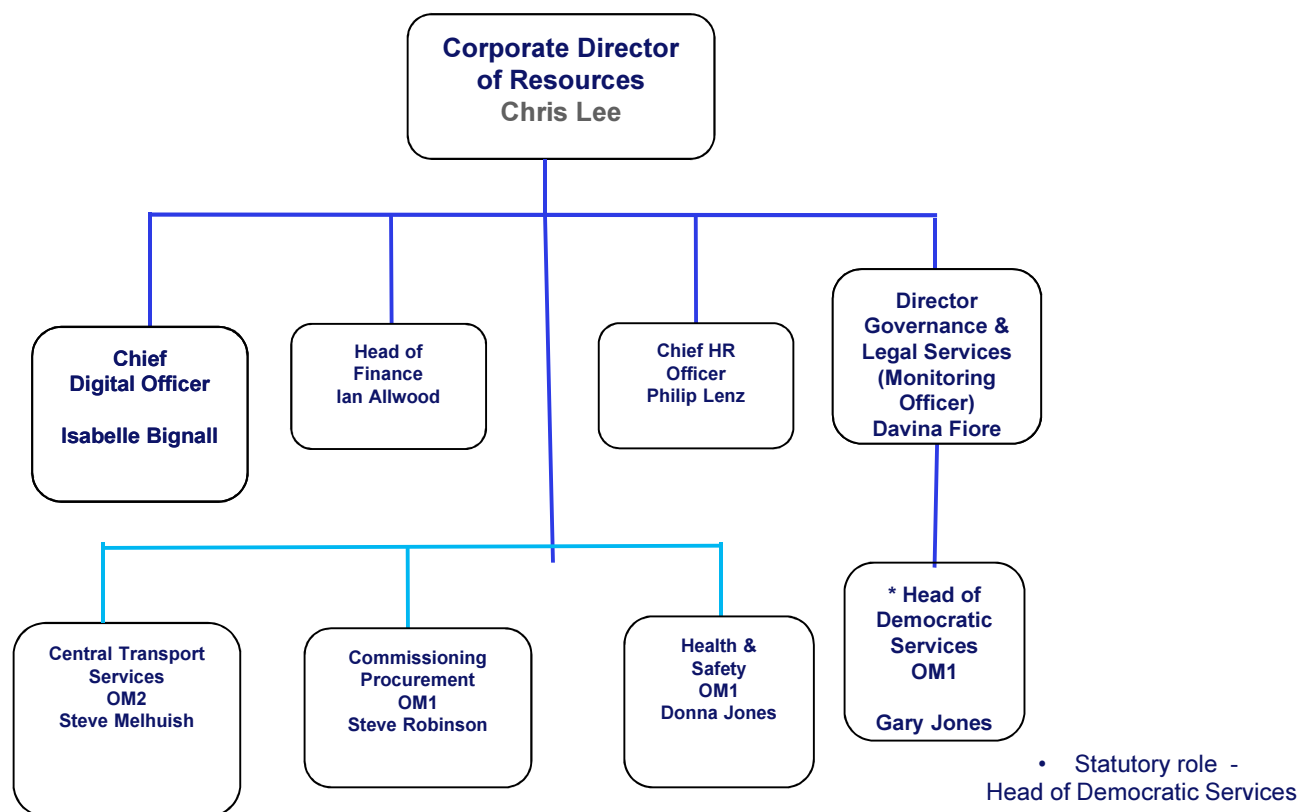 Corporate Director
of Resources
Chris Lee
Chief
Digital Officer
Isabelle Bignall
Head of
Finance
Ian Allwood
Chief HR
Officer
Philip Lenz
Director
Governance &
Legal Services
(Monitoring
Officer)
Davina Fiore
Central Transport
Services
OM2
Steve Melhuish
Commissioning
Procurement
OM1
Steve Robinson
Health &
Safety
OM1
Donna Jones
* Head of
Democratic
Services
OM1
Gary Jones
• Statutory role -
Head of Democratic Services